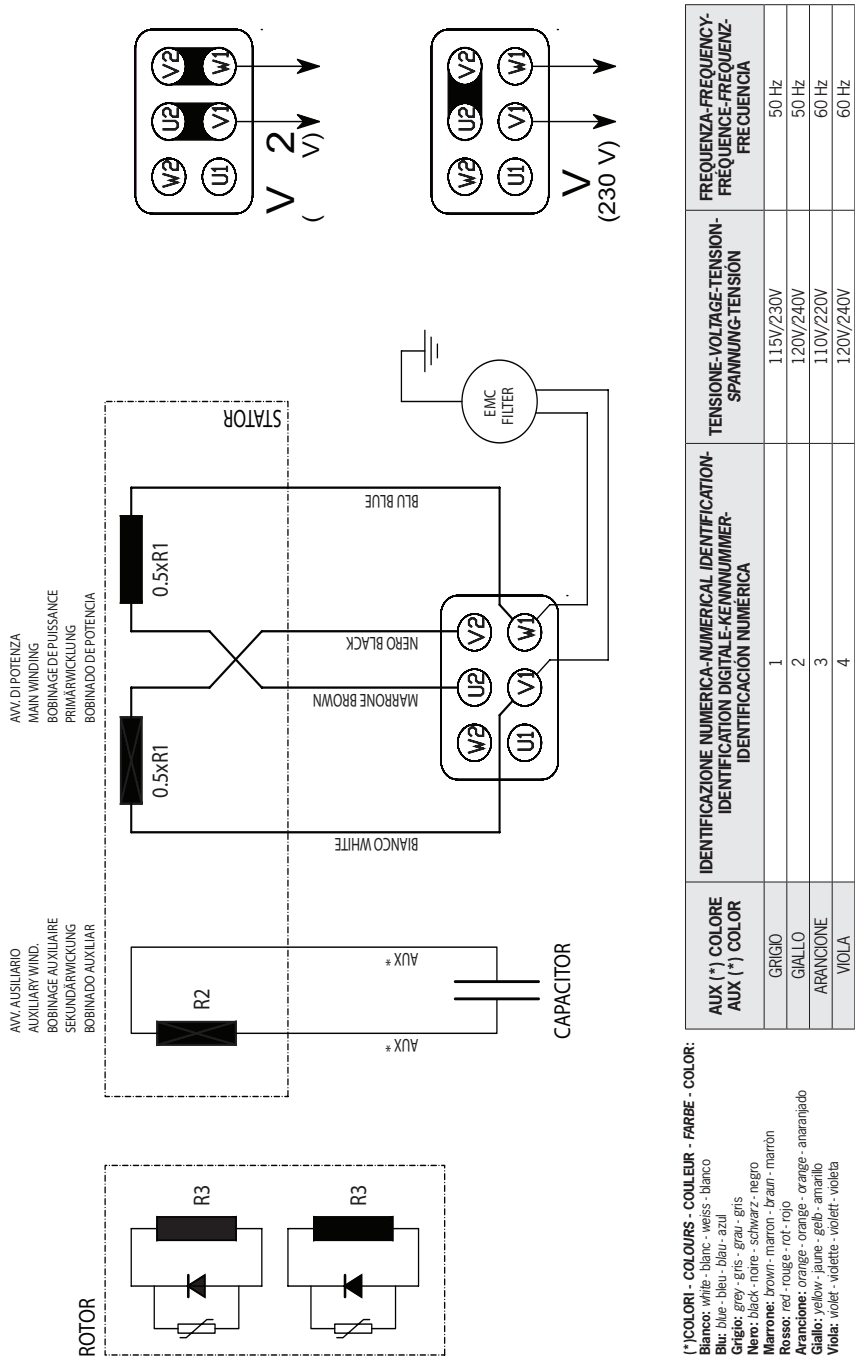 ROTOR
R3
R3
AVV. AUSILIARIO
AUXILIARY WIND.
BOBINAGE AUXILIAIRE
SEKUNDÄRWICKUNG
BOBINADO AUXILIAR
R2
AUX *
AUX *
CAPACITOR
AVV. DI POTENZA
MAIN WINDING
BOBINAGE DE PUISSANCE
PRIMÄRWICKLUNG
BOBINADO DE POTENCIA
STATOR
0.5xR1
0.5xR1
BIANCO WHITE
MARRONE BROWN
NERO BLACK
BLU BLUE
W2 U2 V2
U1 V1 W1
EMC
FILTER
W2 U2 V2
U1 V1 W1
V 2
( V)
W2 U2 V2
U1 V1 W1
V
(230 V)
(*)COLORI - COLOURS - COULEUR - FARBE - COLOR:
Bianco: white - blanc - weiss - blanco
Blu: blue - bleu - blau - azul
Grigio: grey - gris - grau - gris
Nero: black - noire - schwarz - negro
Marrone: brown - marron - braun - marròn
Rosso: red - rouge - rot - rojo
Arancione: orange - orange - orange - anaranjado
Giallo: yellow - jaune - gelb - amarillo
Viola: violet - violette - violett - violeta
AUX (*) COLORE
AUX (*) COLOR
IDENTIFICAZIONE NUMERICA-NUMERICAL IDENTIFICATION-
IDENTIFICATION DIGITALE-KENNNUMMER-
IDENTIFICACIÓN NUMÉRICA
TENSIONE-VOLTAGE-TENSION-
SPANNUNG-TENSIÓN
FREQUENZA-FREQUENCY-
FRÉQUENCE-FREQUENZ-
FRECUENCIA
GRIGIO 1 115V/230V 50 Hz
GIALLO 2 120V/240V 50 Hz
ARANCIONE 3 110V/220V 60 Hz
VIOLA 4 120V/240V 60 Hz